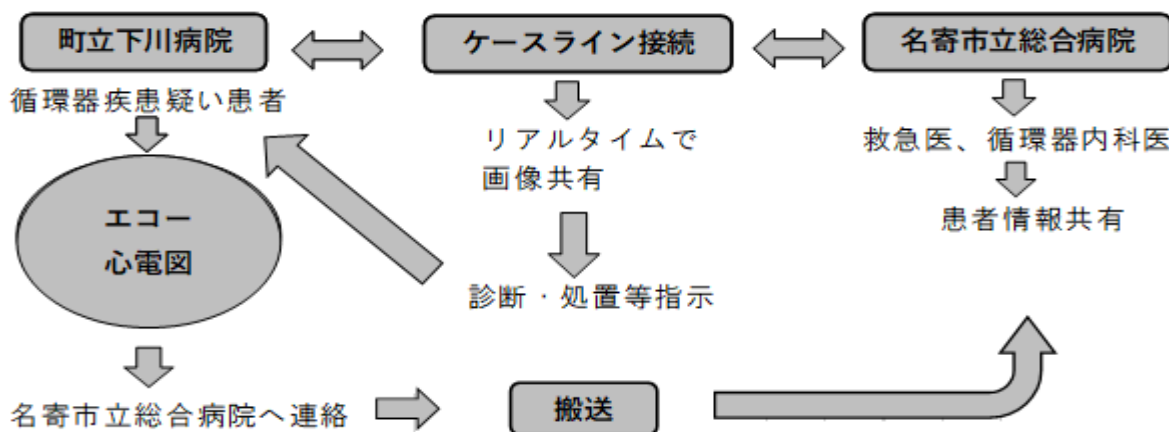 町立下川病院
ケースライン接続
名寄市立総合病院
循環器疾患疑い患者
リアルタイムで
画像共有
救急医、循環器内科医
エコー
心電図
患者情報共有
診断・処置等指示
名寄市立総合病院へ連絡
搬送